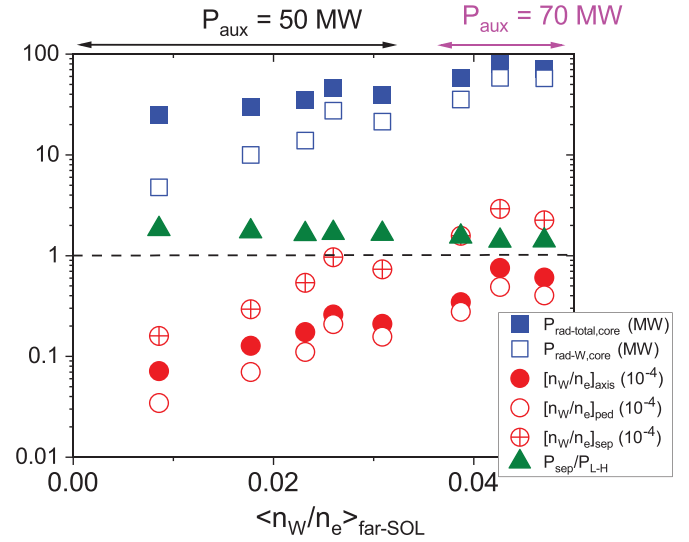 P_aux = 50 MW
P_aux = 70 MW
100
10
1
0.1
0.01
0.00
0.02
0.04
<n_W/n_e>_far-SOL
P_rad-total,core (MW)
P_rad-W,core (MW)
[n_W/n_e]_axis (10^-4)
[n_W/n_e]_ped (10^-4)
[n_W/n_e]_sep (10^-4)
P_sep/P_L-H